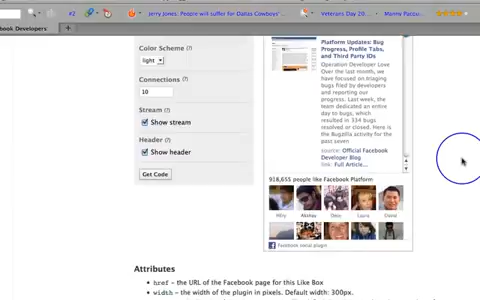 #2
Jerry Jones: Pereni will suffer for Dallas Cowboys'
Veterans Day 20
Manny Pacqu
ebook Developers
Color Scheme (?)
light
Connections (?)
10
Stream (?)
Show stream
Header (?)
Show header
Get Code
Platform Updates: Bug
Progress, Profile Tabs,
and Third Party IDs
Operation Developer Love
Over the last month, we
have focused on triaging
bugs filed by developers
and reporting our
progress. Last week, the
team dedicated an
entire day to bugs, which
resulted in 334 bugs
resolved or closed. Here is
the Bugzilla activity for
the past seven
source: Official Facebook
Developer Blog
link: Full Article...
918,655 people like Facebook Platform
Akshay
Laura
David
Facebook social plugin
Attributes
• href – the URL of the Facebook page for this Like Box
• width – the width of the plugin in pixels. Default width: 300px.